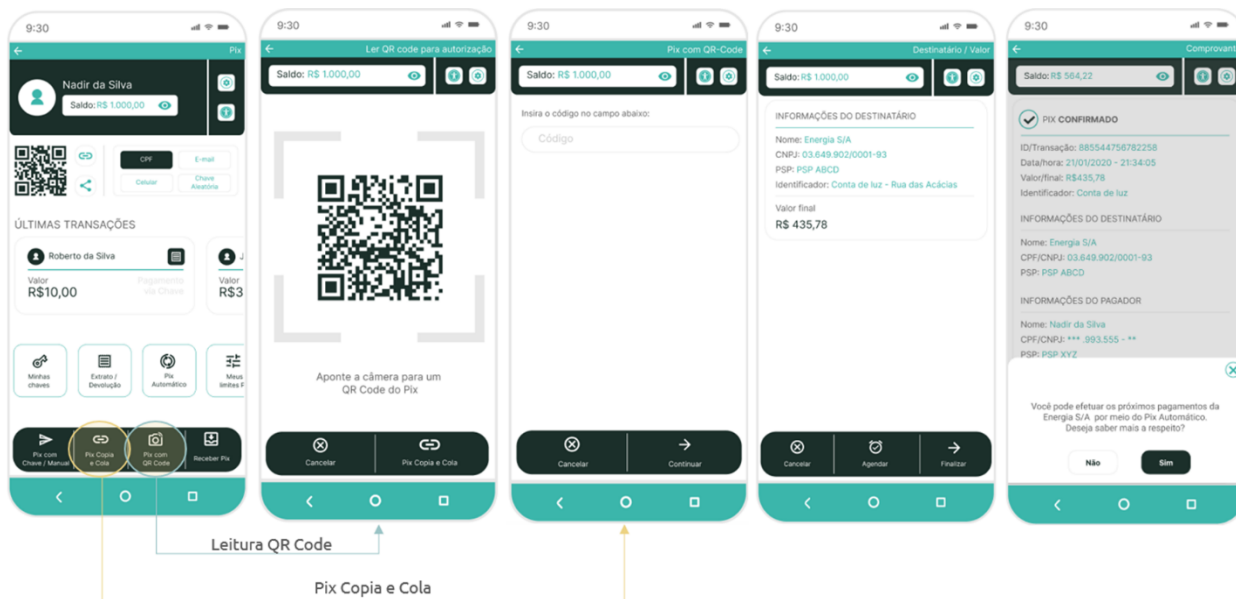 9:30
Pix
Nadir da Silva
Saldo: R$ 1.000,00
CPF
E-mail
Celular
Chave
Aleatória
ÚLTIMAS TRANSAÇÕES
Roberto da Silva
Valor
R$10,00
Pagamento
via Chave
J
Valor
R$3
Minhas
chaves
Extrato /
Devolução
Pix
Automático
Meus
limites P
Pix com
Chave / Manual
Pix Copia
e Cola
Pix com
QR Code
Receber Pix
9:30
Ler QR code para autorização
Saldo: R$ 1.000,00
Aponte a câmera para um
QR Code do Pix
Cancelar
Pix Copia e Cola
9:30
Pix com QR-Code
Saldo: R$ 1.000,00
Insira o código no campo abaixo:
Código
Cancelar
Continuar
9:30
Destinatário / Valor
Saldo: R$ 1.000,00
INFORMAÇÕES DO DESTINATÁRIO
Nome: Energia S/A
CNPJ: 03.649.902/0001-93
PSP: PSP ABCD
Identificador: Conta de luz - Rua das Acácias
Valor final
R$ 435,78
Cancelar
Agendar
Finalizar
9:30
Comprovant
Saldo: R$ 564,22
PIX CONFIRMADO
ID/Transação: 885544756782258
Data/hora: 21/01/2020 - 21:34:05
Valor/final: R$435,78
Identificador: Conta de luz
INFORMAÇÕES DO DESTINATÁRIO
Nome: Energia S/A
CPF/CNPJ: 03.649.902/0001-93
PSP: PSP ABCD
INFORMAÇÕES DO PAGADOR
Nome: Nadir da Silva
CPF/CNPJ: *** .993.555 - **
PSP: PSP XYZ
Você pode efetuar os próximos pagamentos da
Energia S/A por meio do Pix Automático.
Deseja saber mais a respeito?
Não
Sim
Leitura QR Code
Pix Copia e Cola